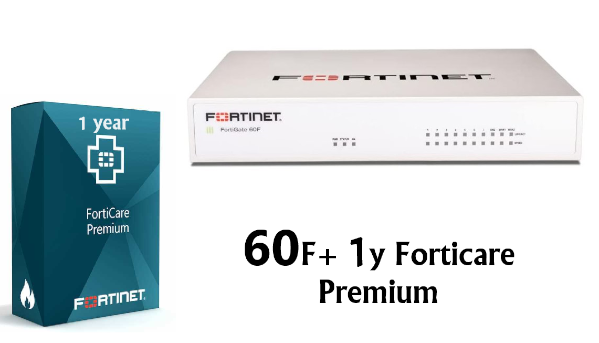 1 year
FortiCare
Premium
FORTINET
FORTINET
FORTINET
FortiGate 60F
60F+ 1y Forticare
Premium